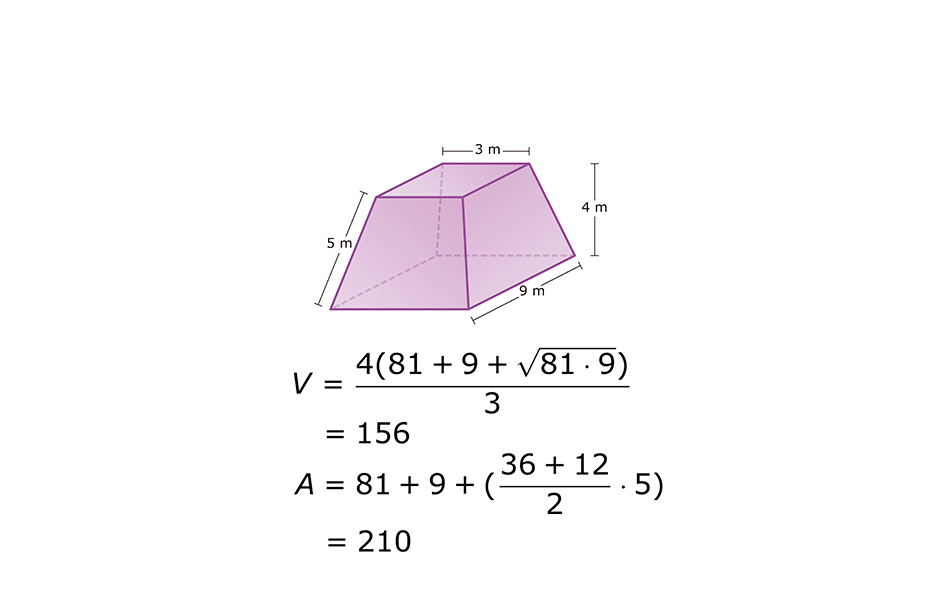 3 m
4 m
5 m
9 m
V = 4(81 + 9 + √81 · 9) / 3
= 156
A = 81 + 9 + (36 + 12 / 2 · 5)
= 210